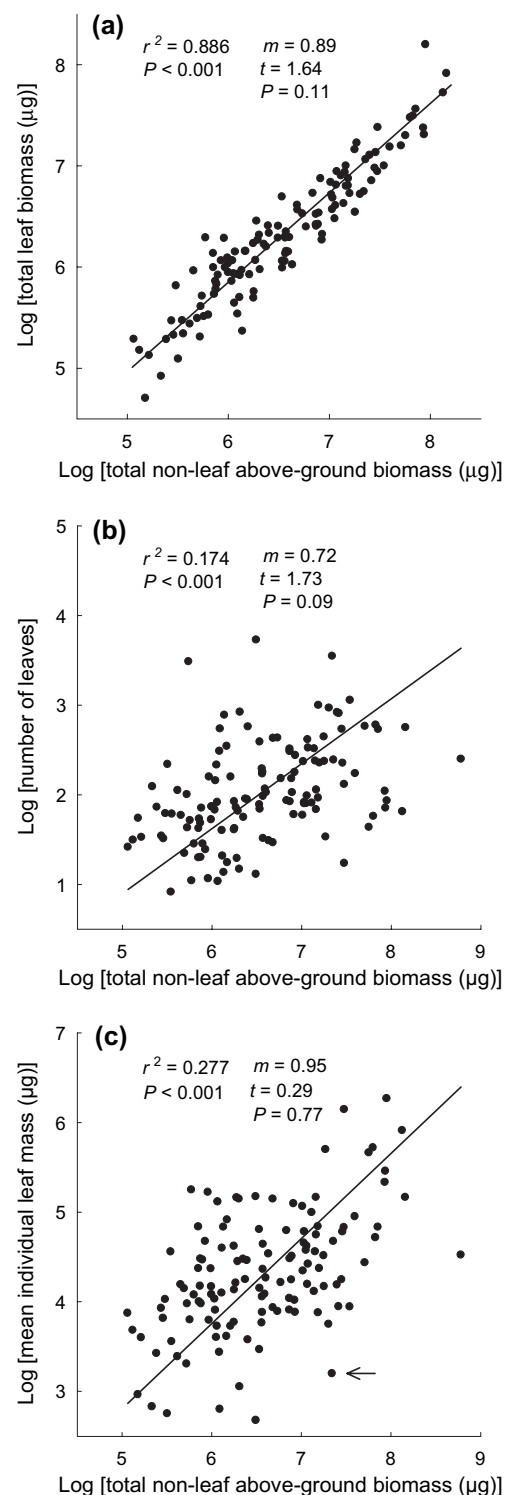 (a)
r² = 0.886 m = 0.89
P < 0.001 t = 1.64
P = 0.11
Log [total leaf biomass (μg)]
8
7
6
5
5 6 7 8
Log [total non-leaf above-ground biomass (μg)]
(b)
r² = 0.174 m = 0.72
P < 0.001 t = 1.73
P = 0.09
Log [number of leaves]
5
4
3
2
1
5 6 7 8 9
Log [total non-leaf above-ground biomass (μg)]
(c)
r² = 0.277 m = 0.95
P < 0.001 t = 0.29
P = 0.77
Log [mean individual leaf mass (μg)]
7
6
5
4
3
5 6 7 8 9
Log [total non-leaf above-ground biomass (μg)]